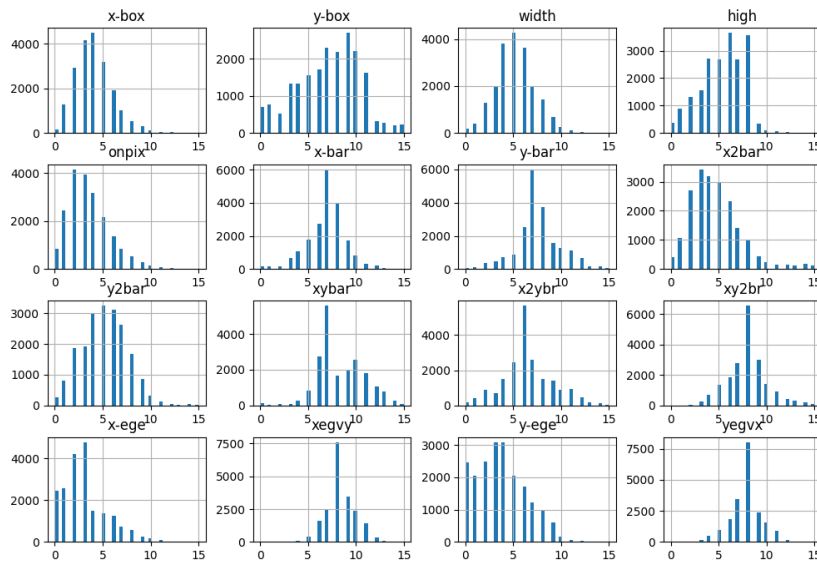 x-box y-box width high
4000 2000 0
2000 1000 0
4000 3000 2000 1000 0
3000 2000 1000 0
0 5 10 15 0 5 10 15 0 5 10 15 0 5 10 15
onpix x-bar y-bar x2bar
4000 2000 0
6000 4000 2000 0
6000 4000 2000 0
3000 2000 1000 0
0 5 10 15 0 5 10 15 0 5 10 15 0 5 10 15
y2bar xybar x2ybr xy2br
3000 2000 1000 0
4000 2000 0
4000 2000 0
6000 4000 2000 0
0 5 10 15 0 5 10 15 0 5 10 15 0 5 10 15
x-ege xegvy y-ege yegvx
4000 2000 0
7500 5000 2500 0
3000 2000 1000 0
7500 5000 2500 0
0 5 10 15 0 5 10 15 0 5 10 15 0 5 10 15